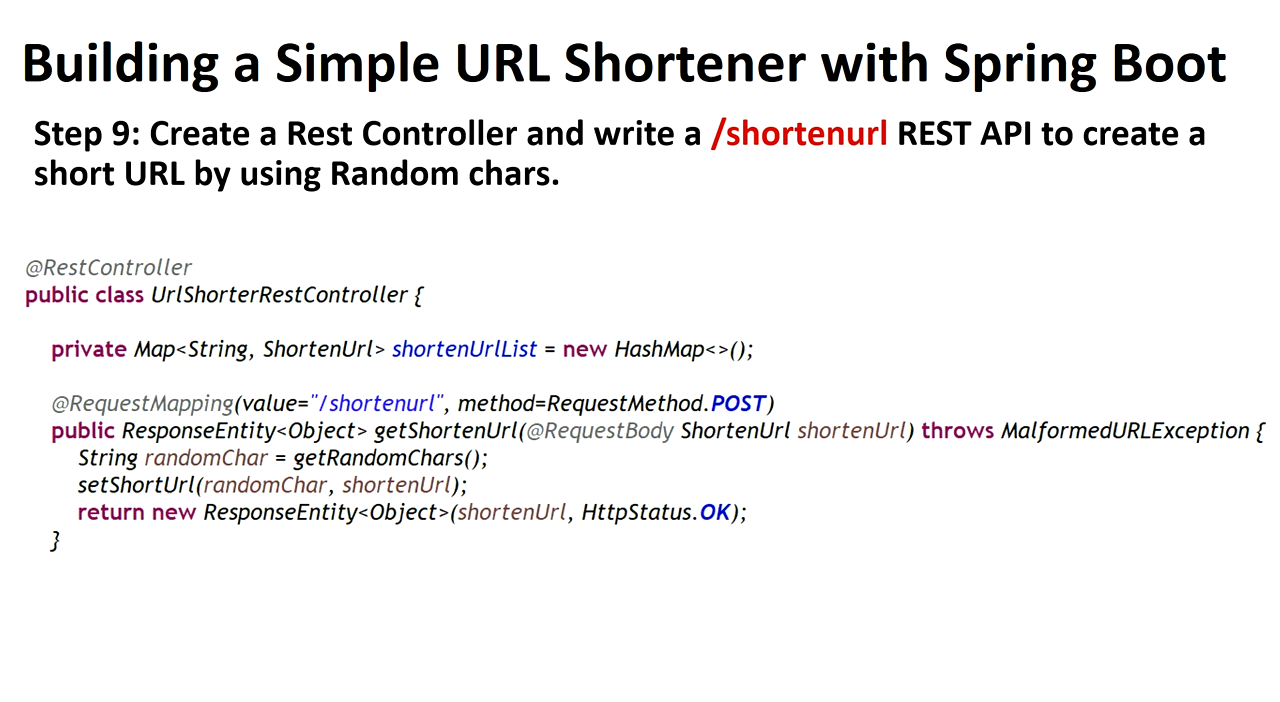 Building a Simple URL Shortener with Spring Boot
Step 9: Create a Rest Controller and write a /shortenurl REST API to create a
short URL by using Random chars.
@RestController
public class UrlShorterRestController {
private Map<String, ShortenUrl> shortenUrlList = new HashMap<>();
@RequestMapping(value="/shortenurl", method=RequestMethod.POST)
public ResponseEntity<Object> getShortenUrl(@RequestBody ShortenUrl shortenUrl) throws MalformedURLException {
String randomChar = getRandomChars();
setShortUrl(randomChar, shortenUrl);
return new ResponseEntity<Object>(shortenUrl, HttpStatus.OK);
}